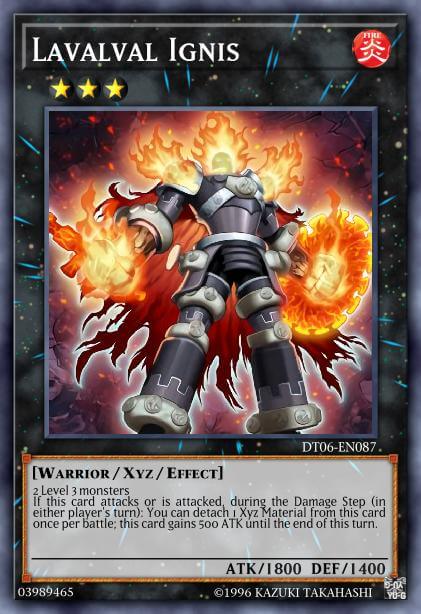 LAVALVAL IGNIS
FIRE
炎
DT06-EN087
[WARRIOR / XYZ / EFFECT]
2 Level 3 monsters
If this card attacks or is attacked, during the Damage Step (in
either player's turn): You can detach 1 Xyz Material from this card
once per battle; this card gains 500 ATK until the end of this turn.
ATK/1800 DEF/1400
03989465
©1996 KAZUKI TAKAHASHI